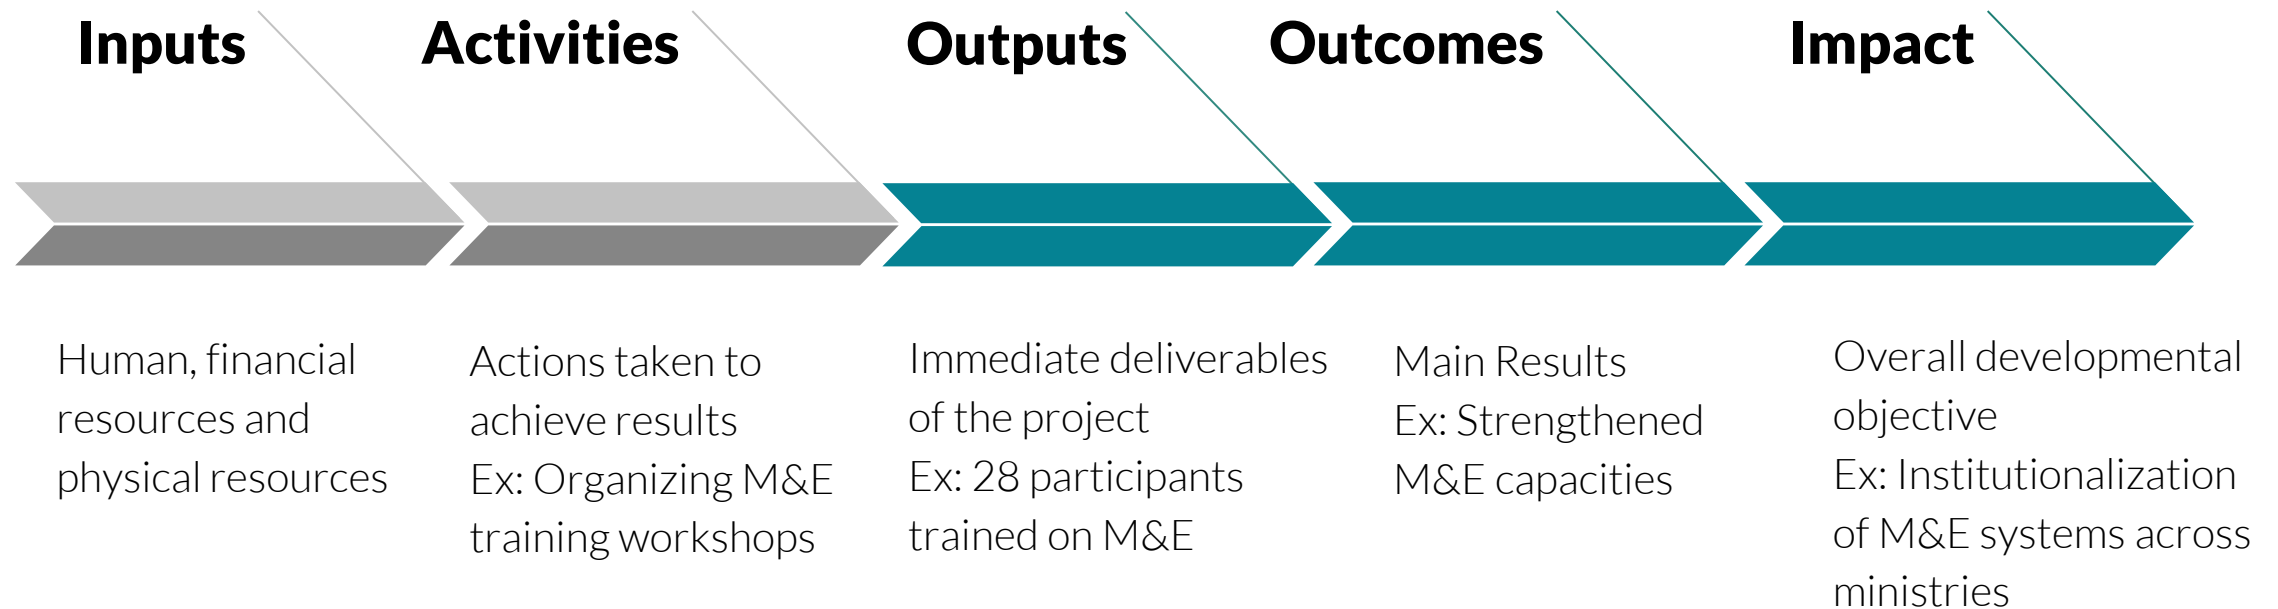 Inputs
Activities
Outputs
Outcomes
Impact
Human, financial
resources and
physical resources
Actions taken to
achieve results
Ex: Organizing M&E
training workshops
Immediate deliverables
of the project
Ex: 28 participants
trained on M&E
Main Results
Ex: Strengthened
M&E capacities
Overall developmental
objective
Ex: Institutionalization
of M&E systems across
ministries